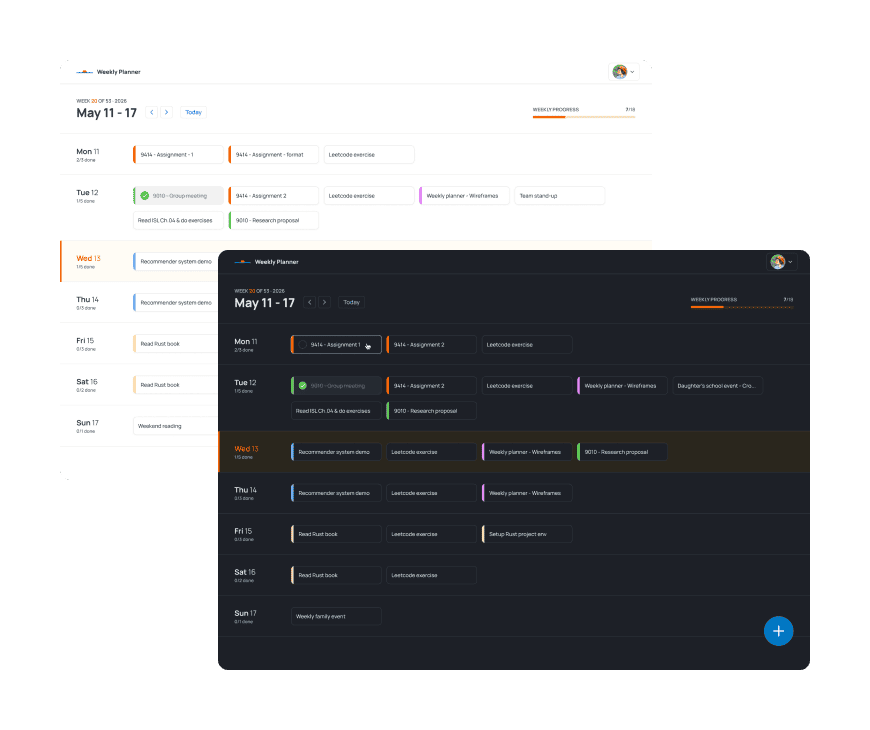 Weekly Planner
WEEK 20 OF 53 - 2026
May 11 - 17
Today
WEEKLY PROGRESS
7/18
Mon 11
2/3 done
9414 - Assignment - 1
9414 - Assignment - format
Leetcode exercise
Tue 12
1/5 done
9010 - Group meeting
9414 - Assignment 2
Leetcode exercise
Weekly planner - Wireframes
Team stand-up
Read ISL Ch. 04 & do exercises
9010 - Research proposal
Wed 13
1/5 done
Recommender system demo
Thu 14
0/3 done
Recommender system demo
Fri 15
0/3 done
Read Rust book
Sat 16
0/2 done
Read Rust book
Sun 17
0/1 done
Weekend reading
Weekly Planner
WEEK 20 OF 53 - 2026
May 11 - 17
Today
WEEKLY PROGRESS
Mon 11
2/3 done
9414 - Assignment 1
9414 - Assignment 2
Leetcode exercise
Tue 12
1/5 done
9010 - Group meeting
9414 - Assignment 2
Leetcode exercise
Weekly planner - Wireframes
Daughter's school event - Cro...
Read ISL Ch. 04 & do exercises
9010 - Research proposal
Wed 13
1/5 done
Recommender system demo
Leetcode exercise
Weekly planner - Wireframes
9010 - Research proposal
Thu 14
0/3 done
Recommender system demo
Leetcode exercise
Weekly planner - Wireframes
Fri 15
0/3 done
Read Rust book
Leetcode exercise
Setup Rust project env
Sat 16
Read Rust book
Leetcode exercise
Sun 17
0/1 done
Weekly family event